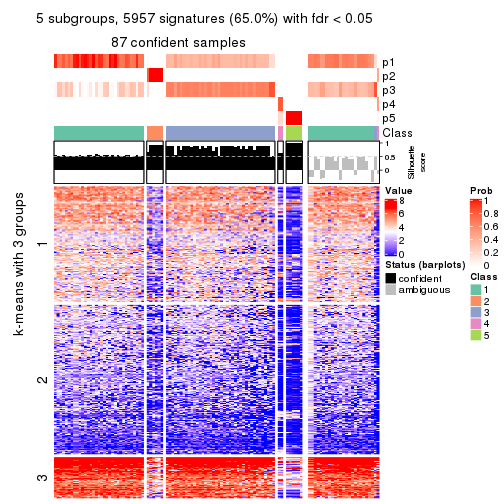 5 subgroups, 5957 signatures (65.0%) with fdr < 0.05
87 confident samples
p1
p2
p3
p4
p5
Class
1
0.5
0
Silhouette
score
k-means with 3 groups
1
2
3
Value
8
6
4
2
0
Status (barplots)
confident
ambiguous
Prob
1
0.8
0.6
0.4
0.2
0
Class
1
2
3
4
5